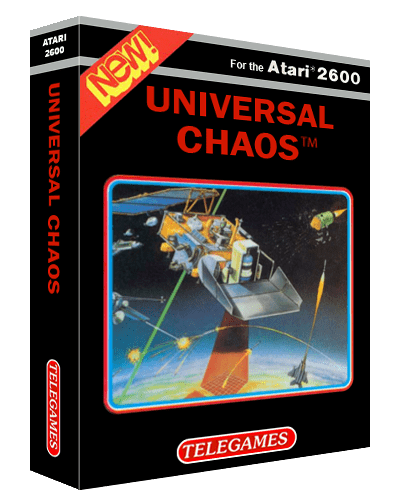 ATARI
2600
UNIVERSAL CHAOS
TELEGAMES
NEW!
For the Atari® 2600
UNIVERSAL
CHAOS™
TELEGAMES